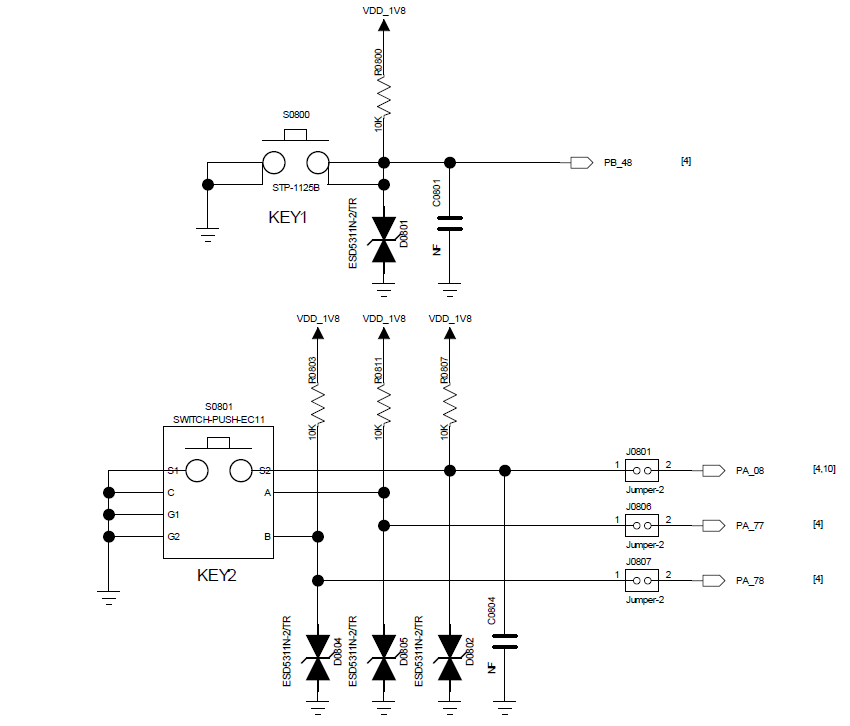 VDD_1V8
R0800
10K
S0800
STP-1125B
KEY1
PB_48 [4]
ESD5311N-2/TR
D0801
C0801
NF
VDD_1V8 VDD_1V8 VDD_1V8
R0803 R0811 R0807
10K 10K 10K
S0801
SWITCH-PUSH-EC11
S1 S2
C A
G1
G2 B
KEY2
J0801
1 2 PA_08 [4,10]
Jumper-2
J0806
1 2 PA_77 [4]
Jumper-2
J0807
1 2 PA_78 [4]
Jumper-2
ESD5311N-2/TR D0804
ESD5311N-2/TR D0805
ESD5311N-2/TR D0802
C0804
NF